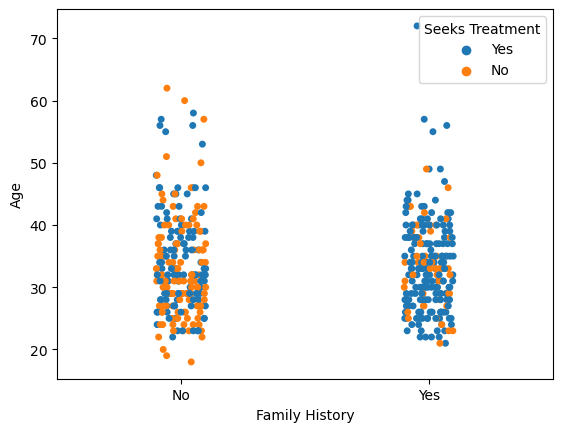 Seeks Treatment
Yes
No
70
60
50
40
30
20
Age
No
Yes
Family History